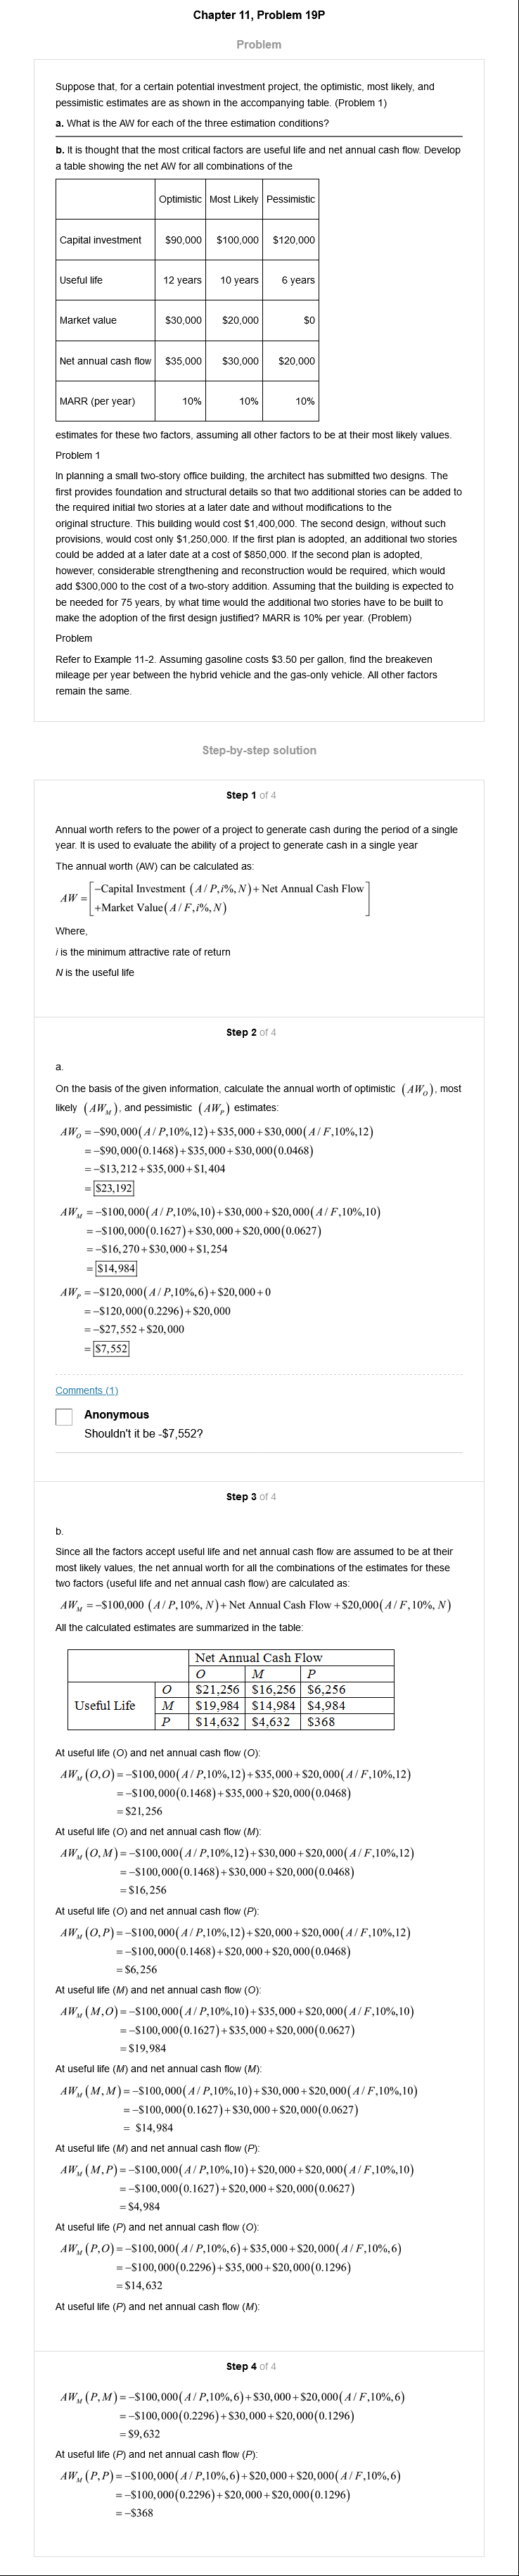 Chapter 11, Problem 19P
Problem
Suppose that, for a certain potential investment project, the optimistic, most likely, and
pessimistic estimates are as shown in the accompanying table. (Problem 1)
a. What is the AW for each of the three estimation conditions?
b. It is thought that the most critical factors are useful life and net annual cash flow. Develop
a table showing the net AW for all combinations of the
Optimistic Most Likely Pessimistic
Capital investment $90,000 $100,000 $120,000
Useful life 12 years 10 years 6 years
Market value $30,000 $20,000 $0
Net annual cash flow $35,000 $30,000 $20,000
MARR (per year) 10% 10% 10%
estimates for these two factors, assuming all other factors to be at their most likely values.
Problem 1
In planning a small two-story office building, the architect has submitted two designs. The
first provides foundation and structural details so that two additional stories can be added to
the required initial two stories at a later date and without modifications to the
original structure. This building would cost $1,400,000. The second design, without such
provisions, would cost only $1,250,000. If the first plan is adopted, an additional two stories
could be added at a later date at a cost of $850,000. If the second plan is adopted,
however, considerable strengthening and reconstruction would be required, which would
add $300,000 to the cost of a two-story addition. Assuming that the building is expected to
be needed for 75 years, by what time would the additional two stories have to be built to
make the adoption of the first design justified? MARR is 10% per year. (Problem)
Problem
Refer to Example 11-2. Assuming gasoline costs $3.50 per gallon, find the breakeven
mileage per year between the hybrid vehicle and the gas-only vehicle. All other factors
remain the same.
Step-by-step solution
Step 1 of 4
Annual worth refers to the power of a project to generate cash during the period of a single
year. It is used to evaluate the ability of a project to generate cash in a single year
The annual worth (AW) can be calculated as:
AW = [−Capital Investment (A/P,i%,N)+Net Annual Cash Flow
+Market Value(A/F,i%,N)]
Where,
i is the minimum attractive rate of return
N is the useful life
Step 2 of 4
a.
On the basis of the given information, calculate the annual worth of optimistic (AW_O), most
likely (AW_M), and pessimistic (AW_P) estimates:
AW_O = −$90,000(A/P,10%,12)+$35,000+$30,000(A/F,10%,12)
= −$90,000(0.1468)+$35,000+$30,000(0.0468)
= −$13,212+$35,000+$1,404
= $23,192
AW_M = −$100,000(A/P,10%,10)+$30,000+$20,000(A/F,10%,10)
= −$100,000(0.1627)+$30,000+$20,000(0.0627)
= −$16,270+$30,000+$1,254
= $14,984
AW_P = −$120,000(A/P,10%,6)+$20,000+0
= −$120,000(0.2296)+$20,000
= −$27,552+$20,000
= $7,552
Comments (1)
Anonymous
Shouldn't it be -$7,552?
Step 3 of 4
b.
Since all the factors accept useful life and net annual cash flow are assumed to be at their
most likely values, the net annual worth for all the combinations of the estimates for these
two factors (useful life and net annual cash flow) are calculated as:
AW_M = −$100,000 (A/P,10%, N)+Net Annual Cash Flow+$20,000(A/F,10%, N)
All the calculated estimates are summarized in the table:
Net Annual Cash Flow
O M P
O $21,256 $16,256 $6,256
Useful Life M $19,984 $14,984 $4,984
P $14,632 $4,632 $368
At useful life (O) and net annual cash flow (O):
AW_M (O,O) = −$100,000(A/P,10%,12)+$35,000+$20,000(A/F,10%,12)
= −$100,000(0.1468)+$35,000+$20,000(0.0468)
= $21,256
At useful life (O) and net annual cash flow (M):
AW_M (O,M) = −$100,000(A/P,10%,12)+$30,000+$20,000(A/F,10%,12)
= −$100,000(0.1468)+$30,000+$20,000(0.0468)
= $16,256
At useful life (O) and net annual cash flow (P):
AW_M (O,P) = −$100,000(A/P,10%,12)+$20,000+$20,000(A/F,10%,12)
= −$100,000(0.1468)+$20,000+$20,000(0.0468)
= $6,256
At useful life (M) and net annual cash flow (O):
AW_M (M,O) = −$100,000(A/P,10%,10)+$35,000+$20,000(A/F,10%,10)
= −$100,000(0.1627)+$35,000+$20,000(0.0627)
= $19,984
At useful life (M) and net annual cash flow (M):
AW_M (M,M) = −$100,000(A/P,10%,10)+$30,000+$20,000(A/F,10%,10)
= −$100,000(0.1627)+$30,000+$20,000(0.0627)
= $14,984
At useful life (M) and net annual cash flow (P):
AW_M (M,P) = −$100,000(A/P,10%,10)+$20,000+$20,000(A/F,10%,10)
= −$100,000(0.1627)+$20,000+$20,000(0.0627)
= $4,984
At useful life (P) and net annual cash flow (O):
AW_M (P,O) = −$100,000(A/P,10%,6)+$35,000+$20,000(A/F,10%,6)
= −$100,000(0.2296)+$35,000+$20,000(0.1296)
= $14,632
At useful life (P) and net annual cash flow (M):
Step 4 of 4
AW_M (P,M) = −$100,000(A/P,10%,6)+$30,000+$20,000(A/F,10%,6)
= −$100,000(0.2296)+$30,000+$20,000(0.1296)
= $9,632
At useful life (P) and net annual cash flow (P):
AW_M (P,P) = −$100,000(A/P,10%,6)+$20,000+$20,000(A/F,10%,6)
= −$100,000(0.2296)+$20,000+$20,000(0.1296)
= −$368